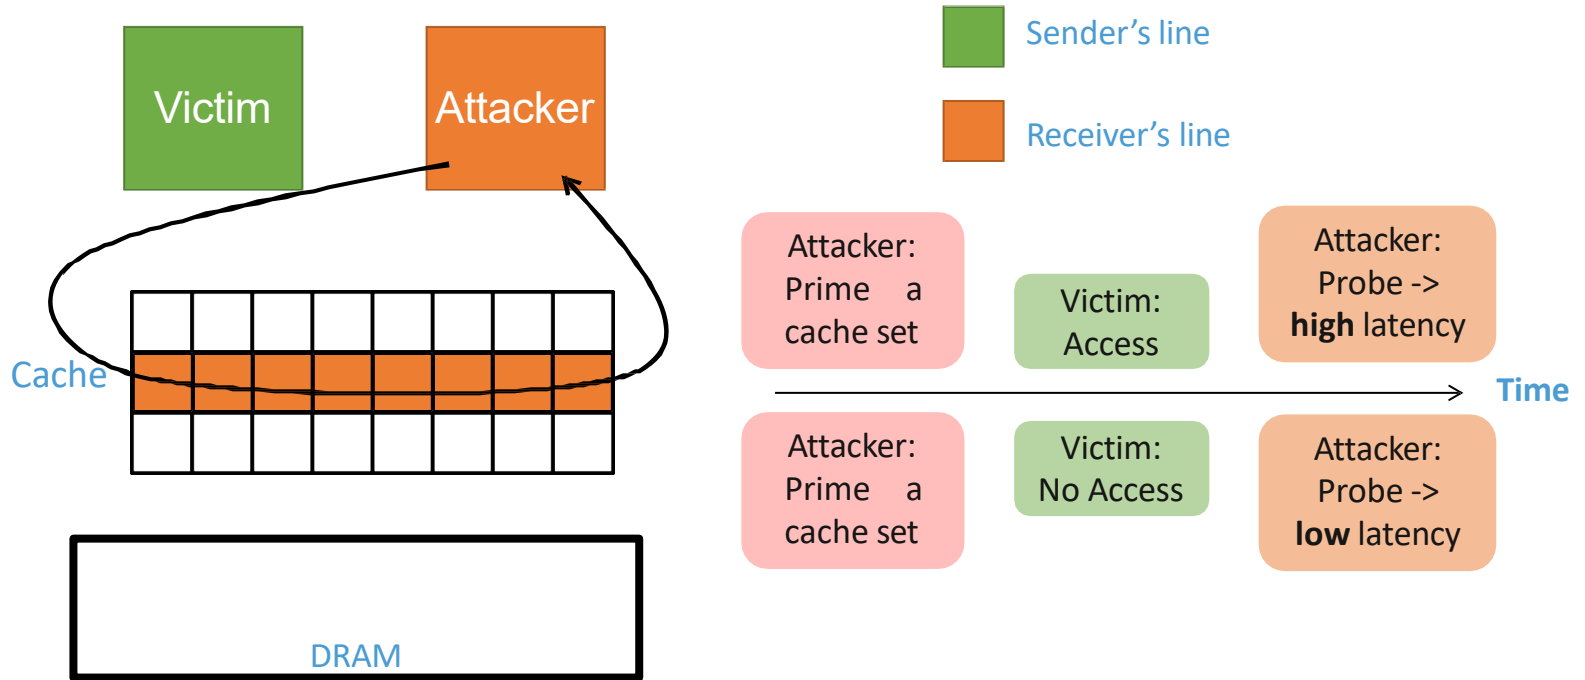 Victim
Attacker
Sender’s line
Receiver’s line
Cache
DRAM
Attacker:
Prime a
cache set
Victim:
Access
Attacker:
Probe ->
high latency
Time
Attacker:
Prime a
cache set
Victim:
No Access
Attacker:
Probe ->
low latency